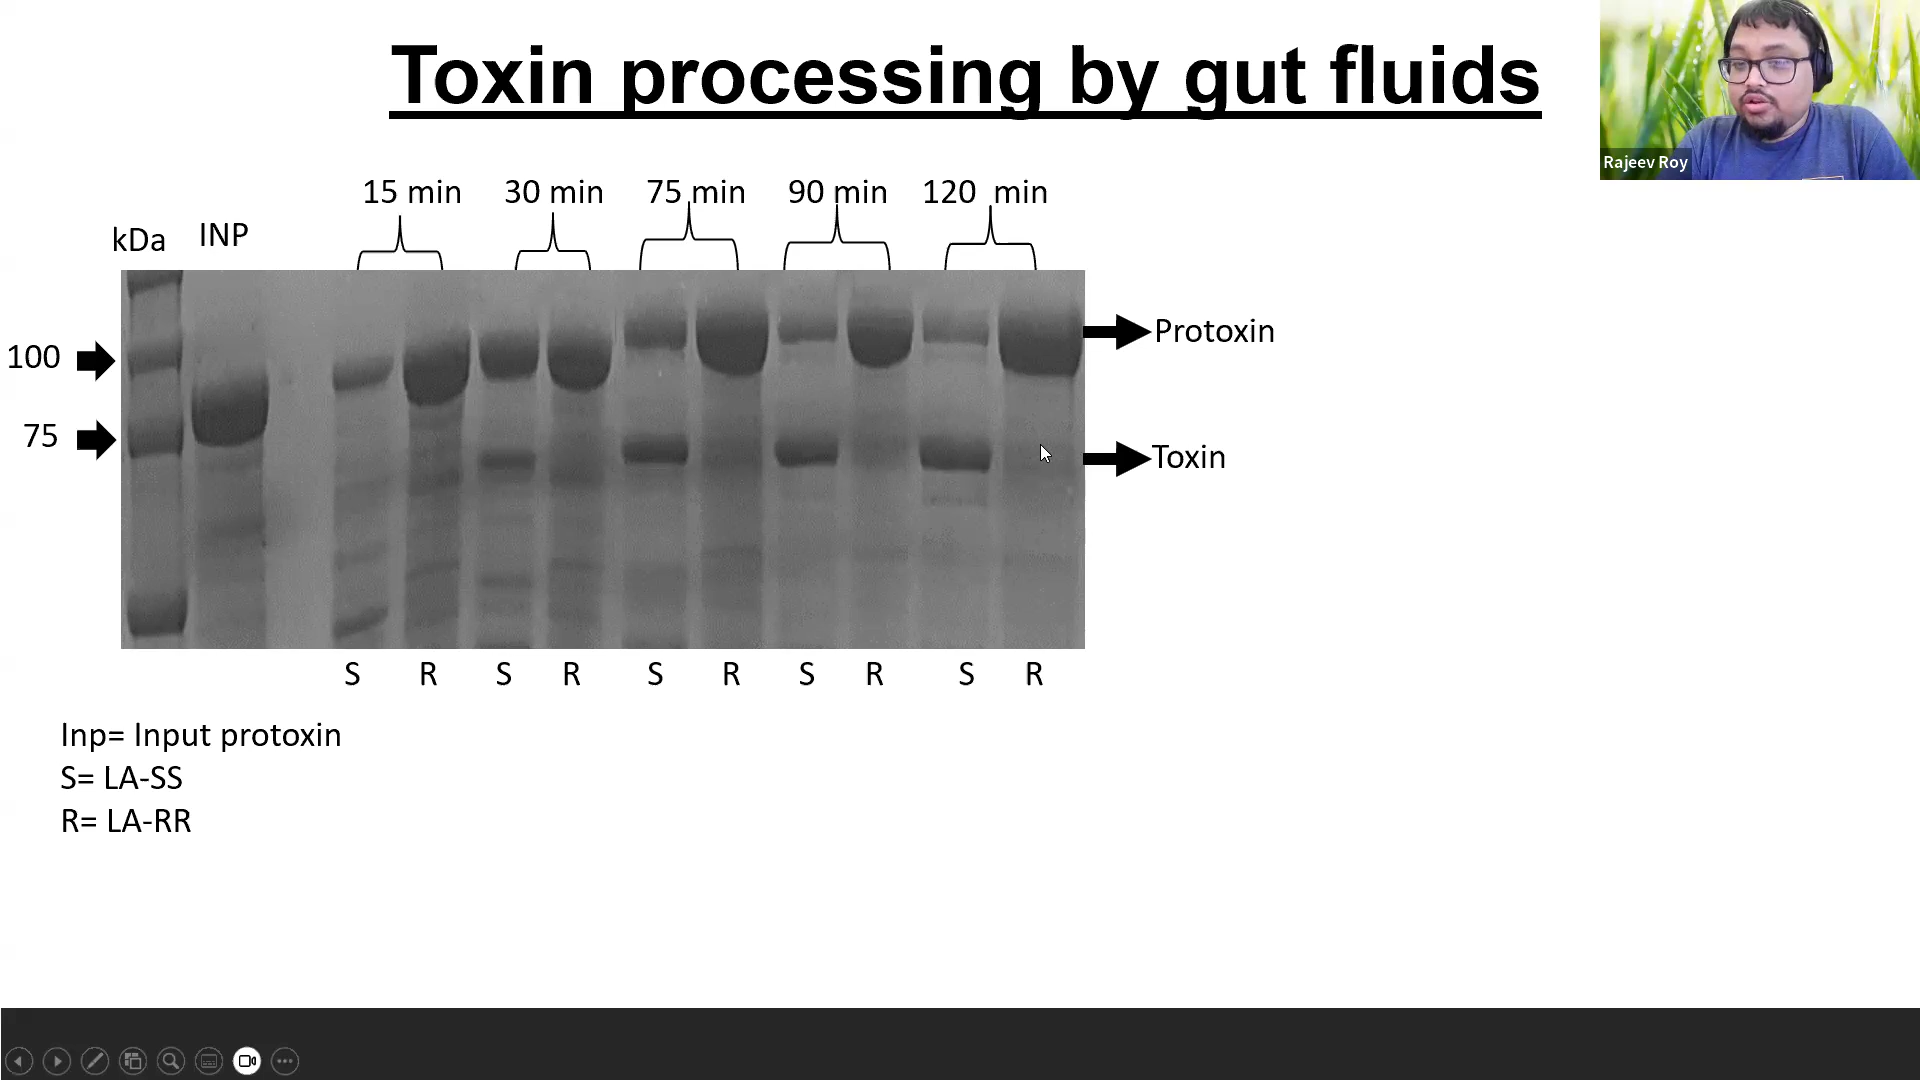 Toxin processing by gut fluids
Rajeev Roy
15 min 30 min 75 min 90 min 120 min
kDa INP
100
75
Protoxin
Toxin
S R S R S R S R S R
Inp= Input protoxin
S= LA-SS
R= LA-RR